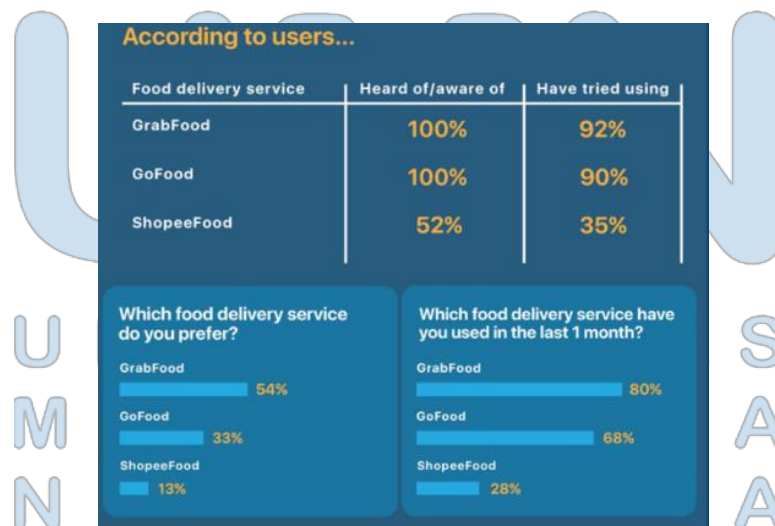 According to users...
Food delivery service Heard of/aware of Have tried using
GrabFood 100% 92%
GoFood 100% 90%
ShopeeFood 52% 35%
Which food delivery service
do you prefer?
GrabFood
54%
GoFood
33%
ShopeeFood
13%
Which food delivery service have
you used in the last 1 month?
GrabFood
80%
GoFood
68%
ShopeeFood
28%
U
M
N
S
A
A